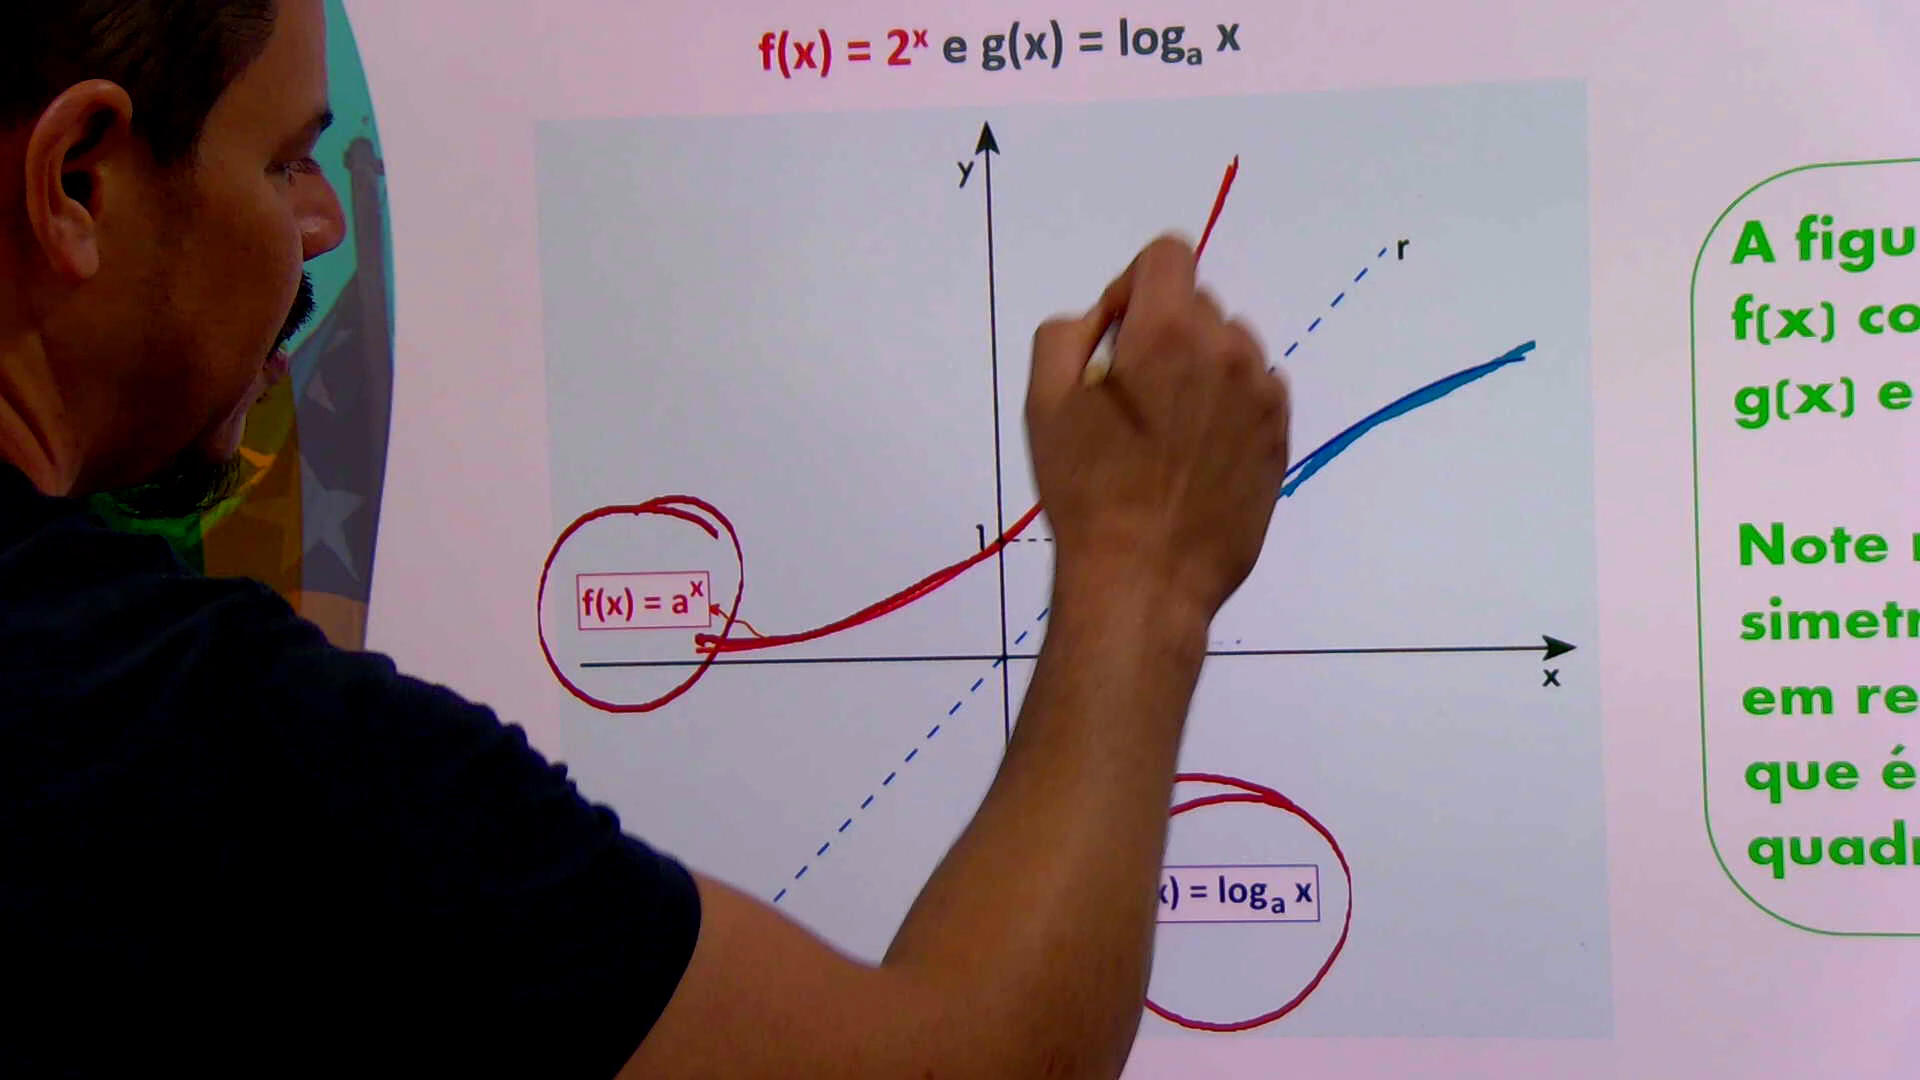 f(x) = 2ˣ e g(x) = logₐ x
y
r
1
f(x) = aˣ
x
x) = logₐ x
A figu
f(x) co
g(x) e
Note
simetr
em re
que é
quadr